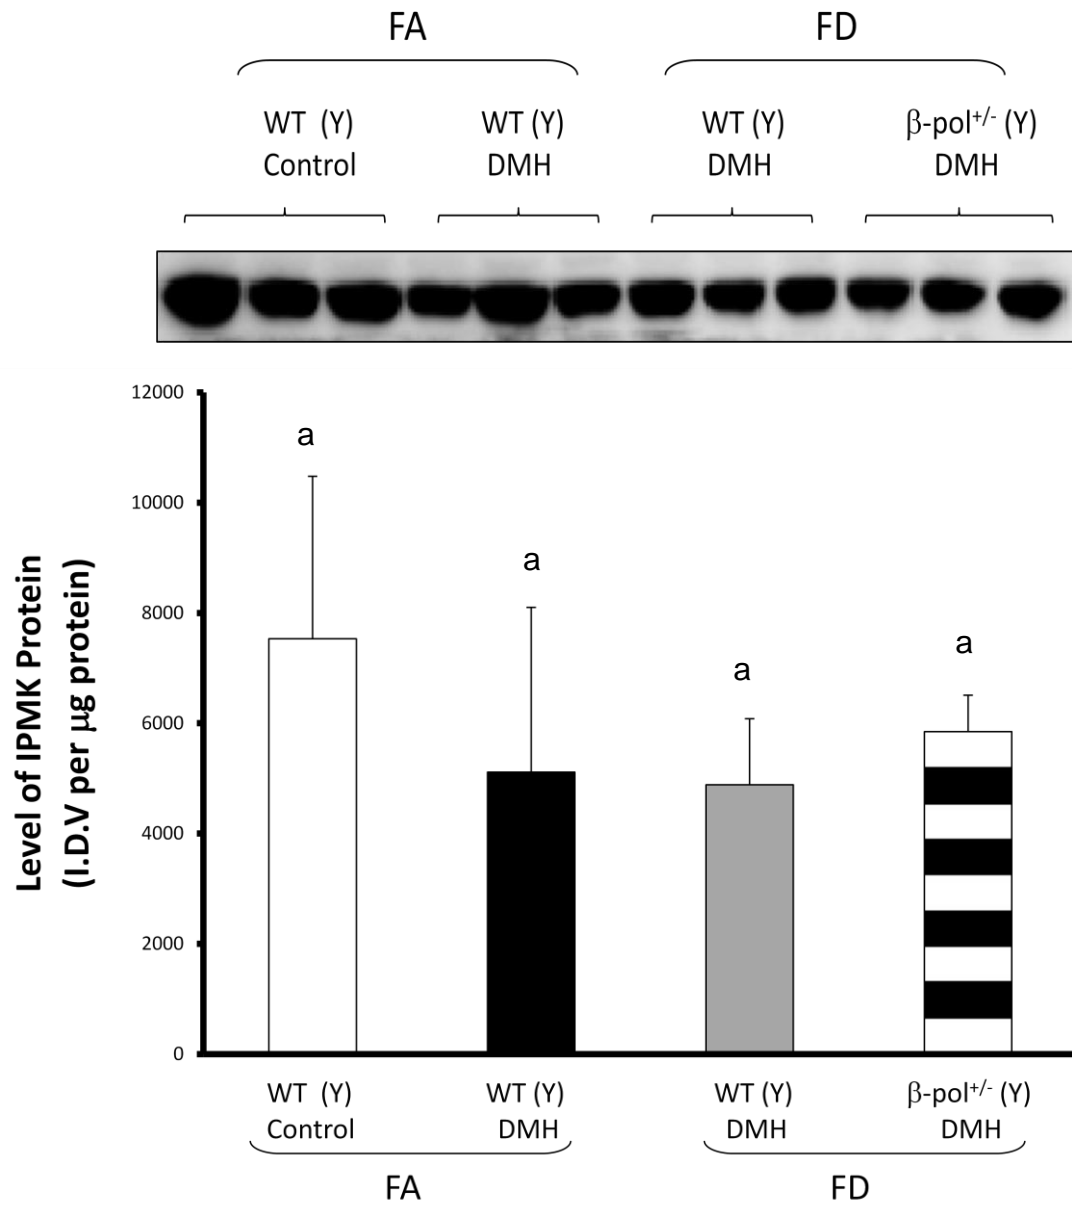 FA FD
WT (Y) WT (Y) WT (Y) β-pol+/- (Y)
Control DMH DMH DMH
12000
10000
8000
6000
4000
2000
0
a
a
a
a
Level of IPMK Protein
(I.D.V per µg protein)
WT (Y) WT (Y) WT (Y) β-pol+/- (Y)
Control DMH DMH DMH
FA FD